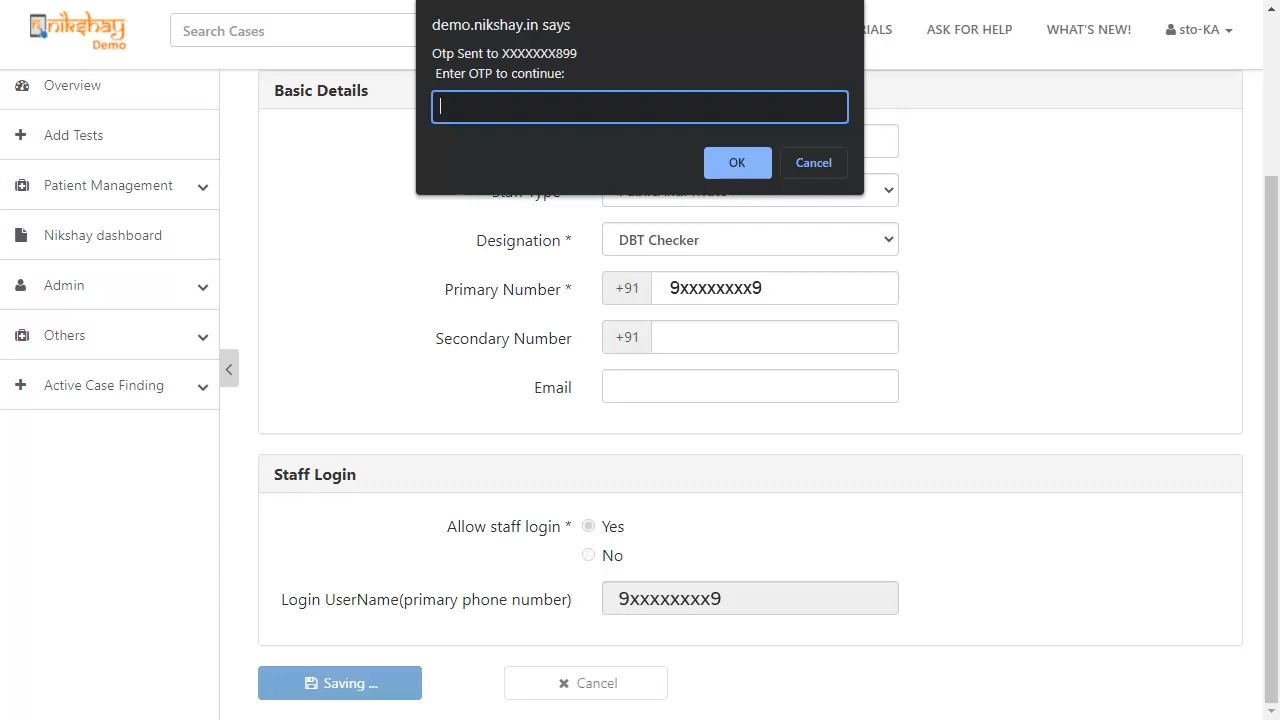 nikshay
Demo
Search Cases
demo.nikshay.in says
Otp Sent to XXXXXXX899
Enter OTP to continue:
OK
Cancel
ASK FOR HELP
WHAT'S NEW!
sto-KA
Overview
Add Tests
Patient Management
Nikshay dashboard
Admin
Others
Active Case Finding
Basic Details
Designation *
DBT Checker
Primary Number *
+91
9xxxxxxxx9
Secondary Number
+91
Email
Staff Login
Allow staff login *
Yes
No
Login UserName(primary phone number)
9xxxxxxxx9
Saving ...
Cancel